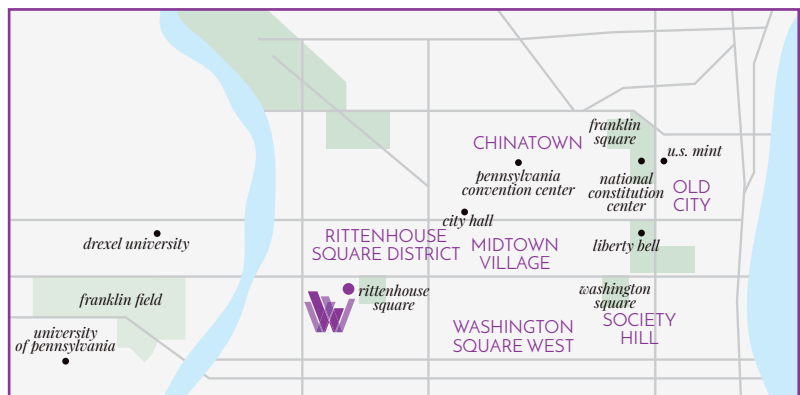 franklin
square
CHINATOWN
u.s. mint
pennsylvania
convention center
national
constitution
center
OLD
CITY
city hall
drexel university
RITTENHOUSE
SQUARE DISTRICT
MIDTOWN
VILLAGE
liberty bell
franklin field
rittenhouse
square
washington
square
W
university
of pennsylvania
WASHINGTON
SQUARE WEST
SOCIETY
HILL